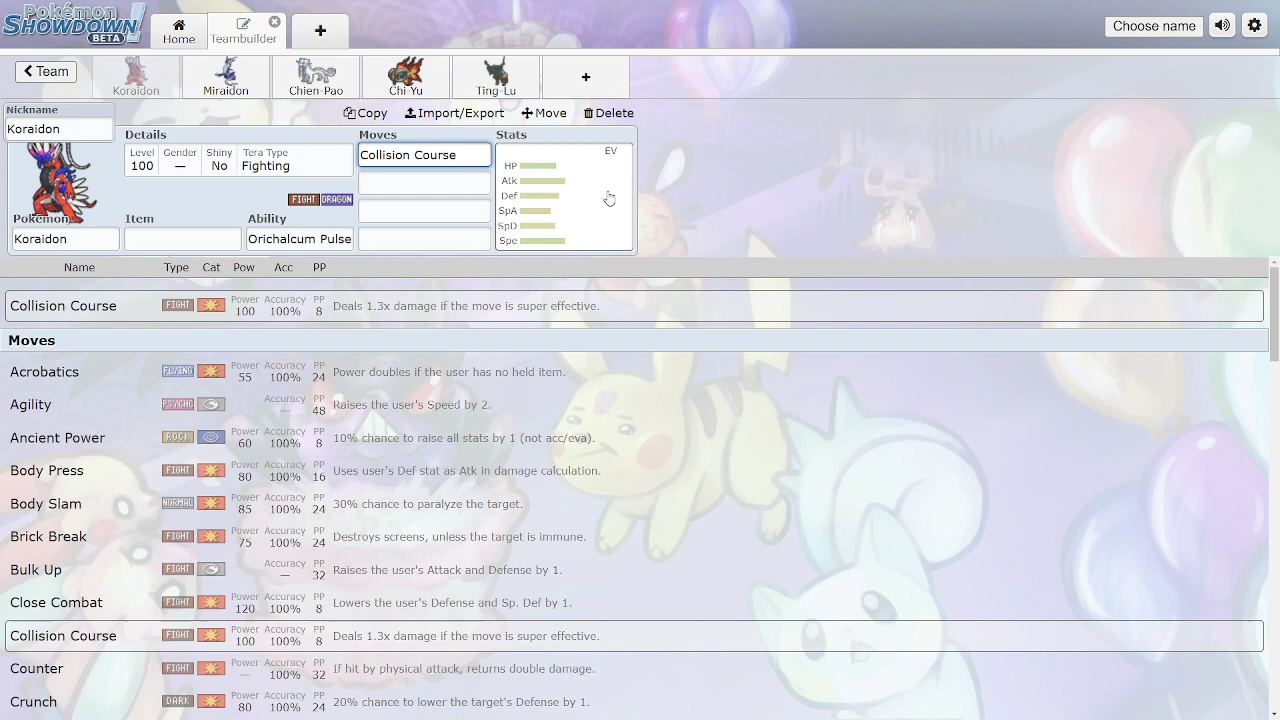 Pokémon
SHOWDOWN!
BETA
Home
Teambuilder
+
Choose name
Team
Koraidon
Miraidon
Chien-Pao
Chi-Yu
Ting-Lu
+
Nickname
Koraidon
Copy
Import/Export
Move
Delete
Details
Level
100
Gender
—
Shiny
No
Tera Type
Fighting
FIGHT DRAGON
Pokémon
Koraidon
Item
Ability
Orichalcum Pulse
Moves
Collision Course
Stats
EV
HP
Atk
Def
SpA
SpD
Spe
Name Type Cat Pow Acc PP
Collision Course FIGHT Power 100 Accuracy 100% PP 8 Deals 1.3x damage if the move is super effective.
Moves
Acrobatics FLYING Power 55 Accuracy 100% PP 24 Power doubles if the user has no held item.
Agility PSYCHC Accuracy — PP 48 Raises the user's Speed by 2.
Ancient Power ROCK Power 60 Accuracy 100% PP 8 10% chance to raise all stats by 1 (not acc/eva).
Body Press FIGHT Power 80 Accuracy 100% PP 16 Uses user's Def stat as Atk in damage calculation.
Body Slam NORMAL Power 85 Accuracy 100% PP 24 30% chance to paralyze the target.
Brick Break FIGHT Power 75 Accuracy 100% PP 24 Destroys screens, unless the target is immune.
Bulk Up FIGHT Accuracy — PP 32 Raises the user's Attack and Defense by 1.
Close Combat FIGHT Power 120 Accuracy 100% PP 8 Lowers the user's Defense and Sp. Def by 1.
Collision Course FIGHT Power 100 Accuracy 100% PP 8 Deals 1.3x damage if the move is super effective.
Counter FIGHT Power — Accuracy 100% PP 32 If hit by physical attack, returns double damage.
Crunch DARK Power 80 Accuracy 100% PP 24 20% chance to lower the target's Defense by 1.